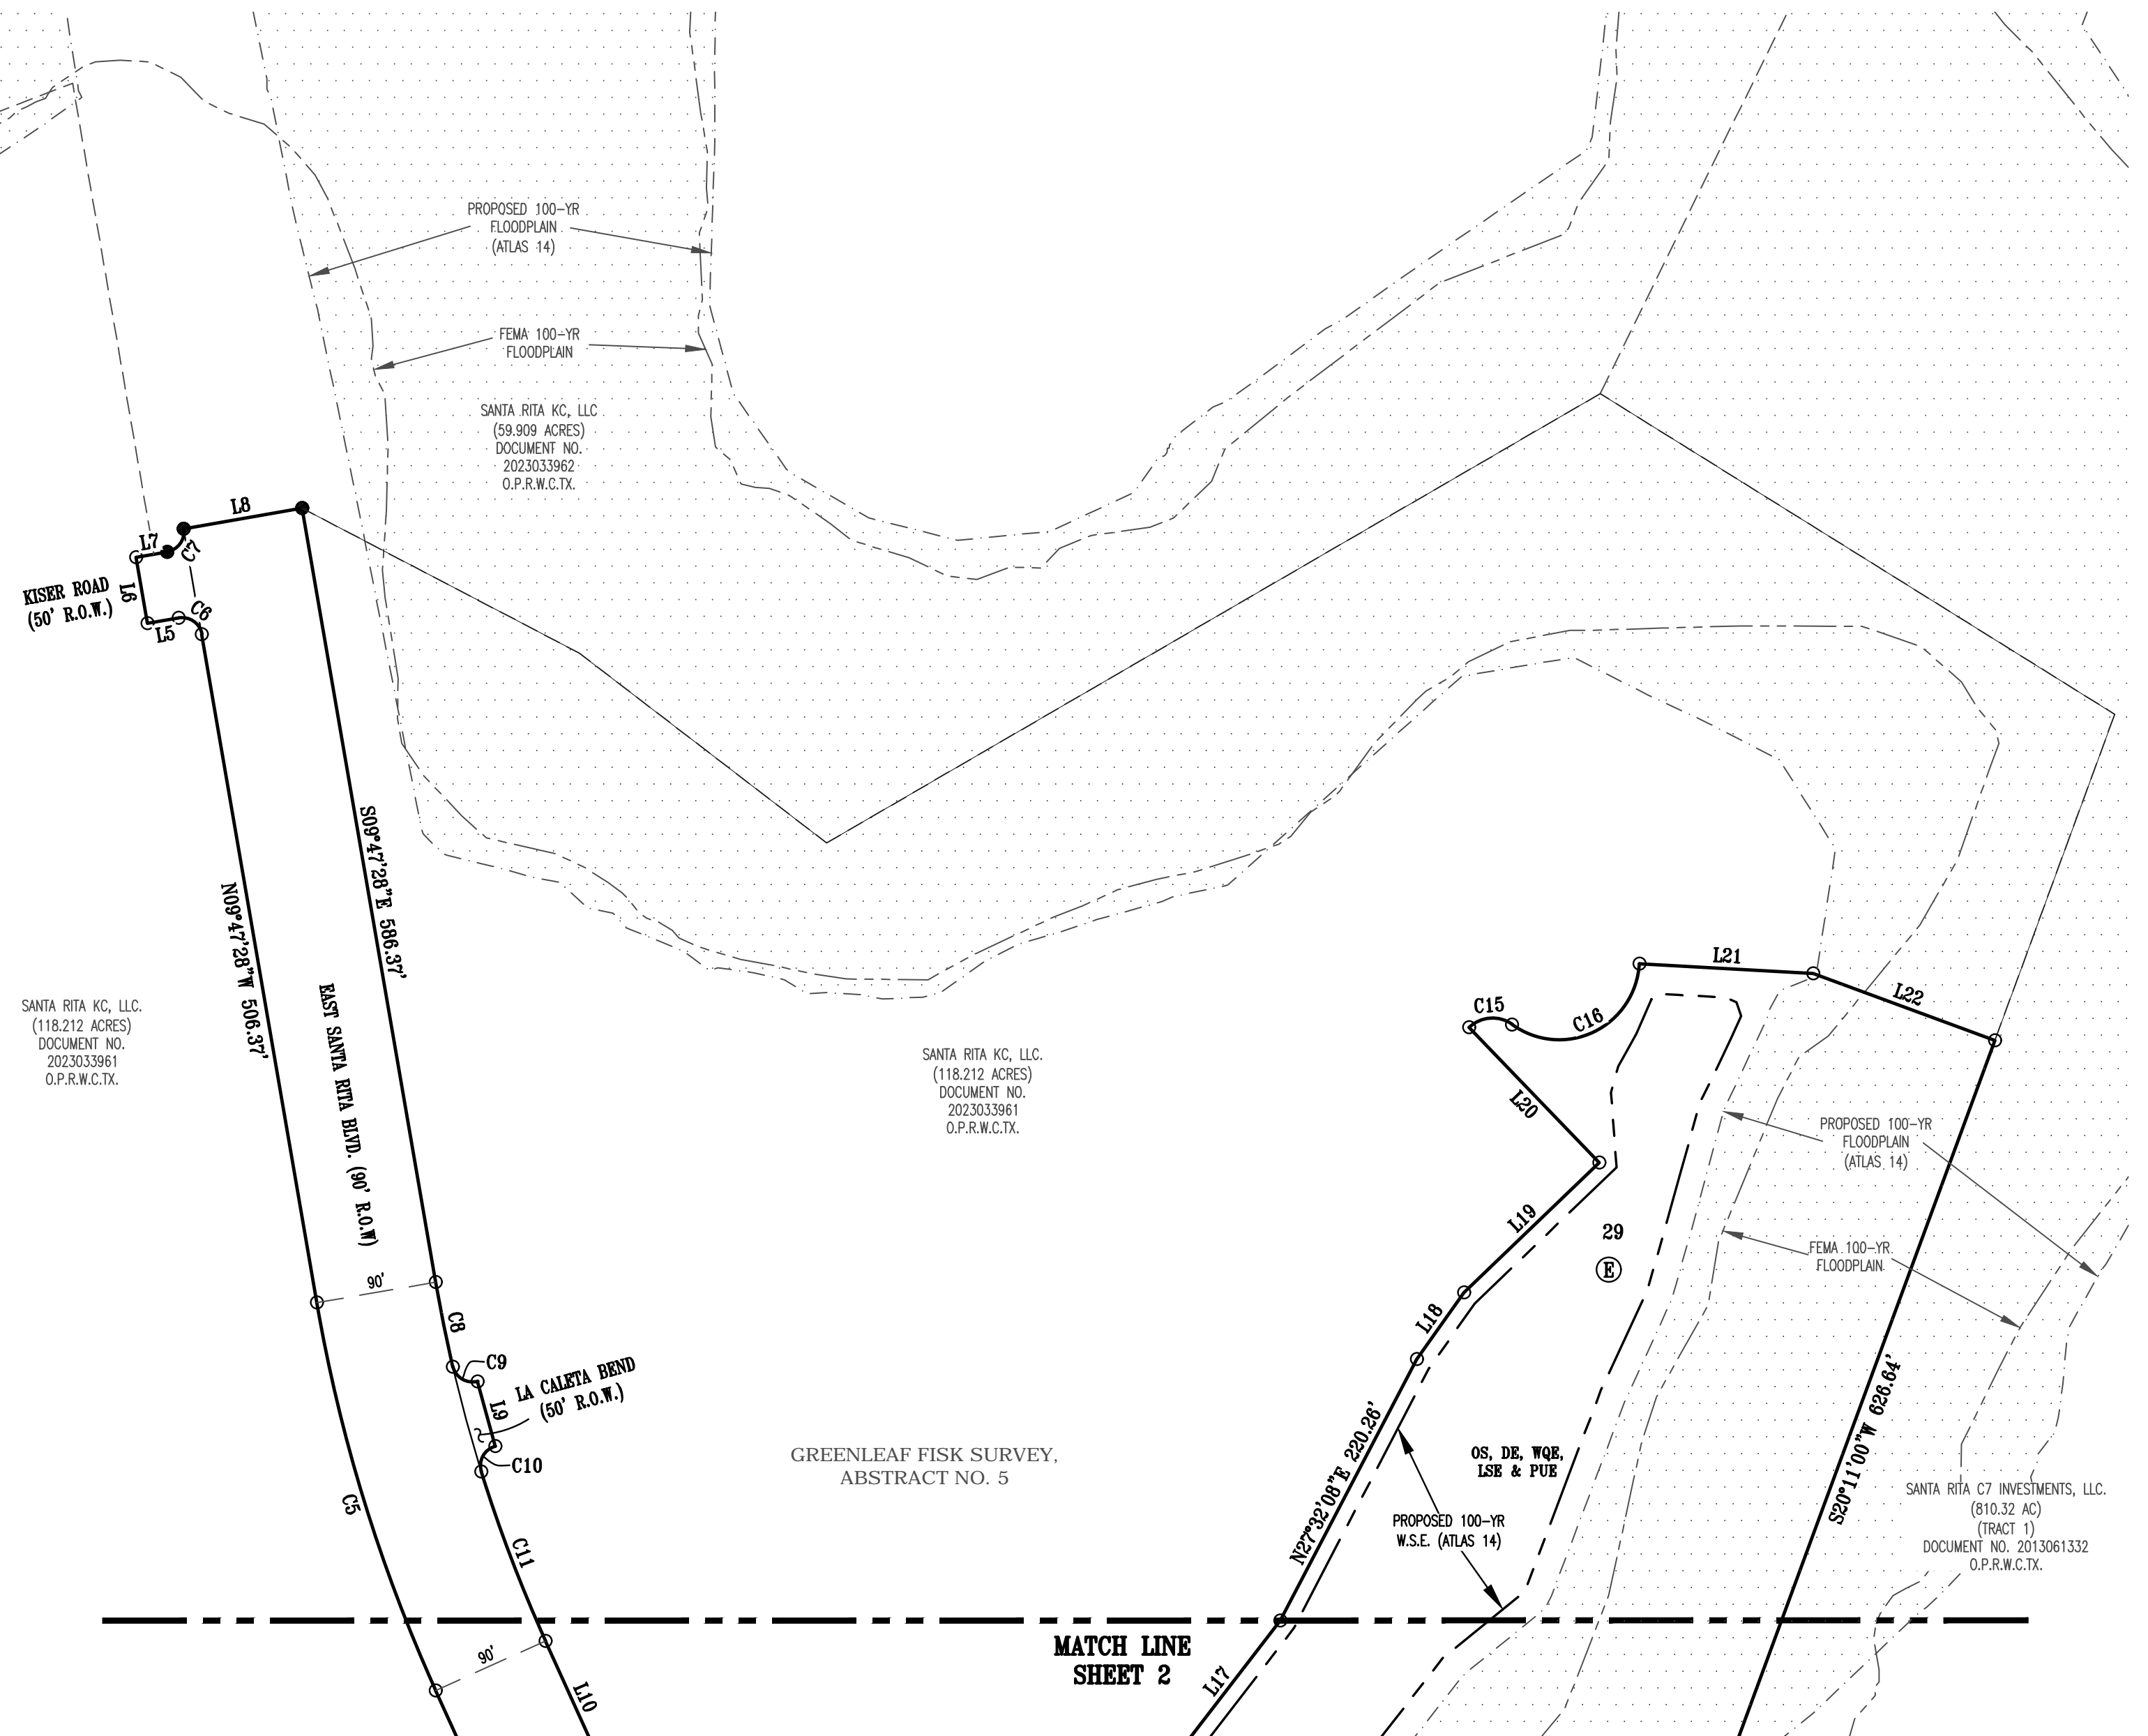 PROPOSED 100-YR
FLOODPLAIN
(ATLAS 14)
FEMA 100-YR
FLOODPLAIN
SANTA RITA KC, LLC
(59.909 ACRES)
DOCUMENT NO.
2023033962
O.P.R.W.C.TX.
L8
L7
C7
KISER ROAD
(50' R.O.W.)
L6
C6
L5
S09°47'28"E 586.37'
N09°47'28"W 506.37'
EAST SANTA RITA BLVD. (90' R.O.W)
SANTA RITA KC, LLC.
(118.212 ACRES)
DOCUMENT NO.
2023033961
O.P.R.W.C.TX.
SANTA RITA KC, LLC.
(118.212 ACRES)
DOCUMENT NO.
2023033961
O.P.R.W.C.TX.
L21
L22
C15
C16
L20
PROPOSED 100-YR
FLOODPLAIN
(ATLAS 14)
L19
29
E
FEMA 100-YR
FLOODPLAIN
90'
C8
C9
L18
LA CALETA BEND
(50' R.O.W.)
L9
C10
GREENLEAF FISK SURVEY,
ABSTRACT NO. 5
N27°32'08"E 220.26'
OS, DE, WQE,
LSE & PUE
S20°11'00"W 626.64'
C5
C11
PROPOSED 100-YR
W.S.E. (ATLAS 14)
SANTA RITA C7 INVESTMENTS, LLC.
(810.32 AC)
(TRACT 1)
DOCUMENT NO. 2013061332
O.P.R.W.C.TX.
MATCH LINE
SHEET 2
90'
L10
L17